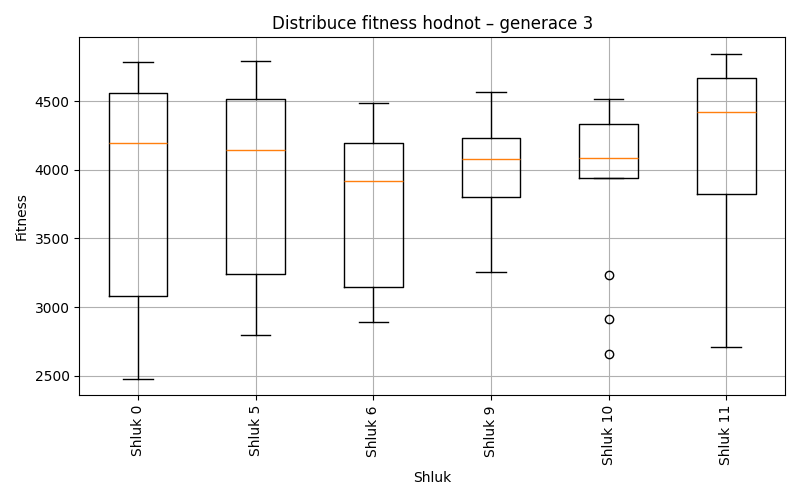 Distribuce fitness hodnot – generace 3
Fitness
4500
4000
3500
3000
2500
Shluk 0
Shluk 5
Shluk 6
Shluk 9
Shluk 10
Shluk 11
Shluk